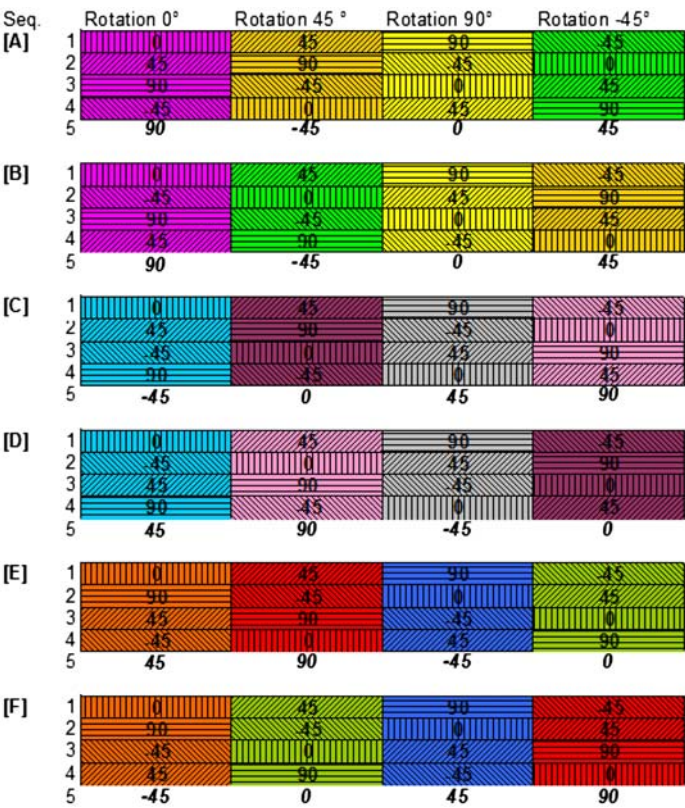 Seq. Rotation 0° Rotation 45 ° Rotation 90° Rotation -45°
[A] 1 0 45 90 -45
2 45 90 -45 0
3 90 -45 0 45
4 -45 0 45 90
5 90 -45 0 45
[B] 1 0 45 90 -45
2 -45 0 45 90
3 90 -45 0 45
4 45 90 -45 0
5 90 -45 0 45
[C] 1 0 45 90 -45
2 45 90 -45 0
3 -45 0 45 90
4 90 -45 0 45
5 -45 0 45 90
[D] 1 0 45 90 -45
2 -45 0 45 90
3 45 90 -45 0
4 90 -45 0 45
5 45 90 -45 0
[E] 1 0 45 90 -45
2 90 -45 0 45
3 45 90 -45 0
4 -45 0 45 90
5 45 90 -45 0
[F] 1 0 45 90 -45
2 90 -45 0 45
3 -45 0 45 90
4 45 90 -45 0
5 -45 0 45 90